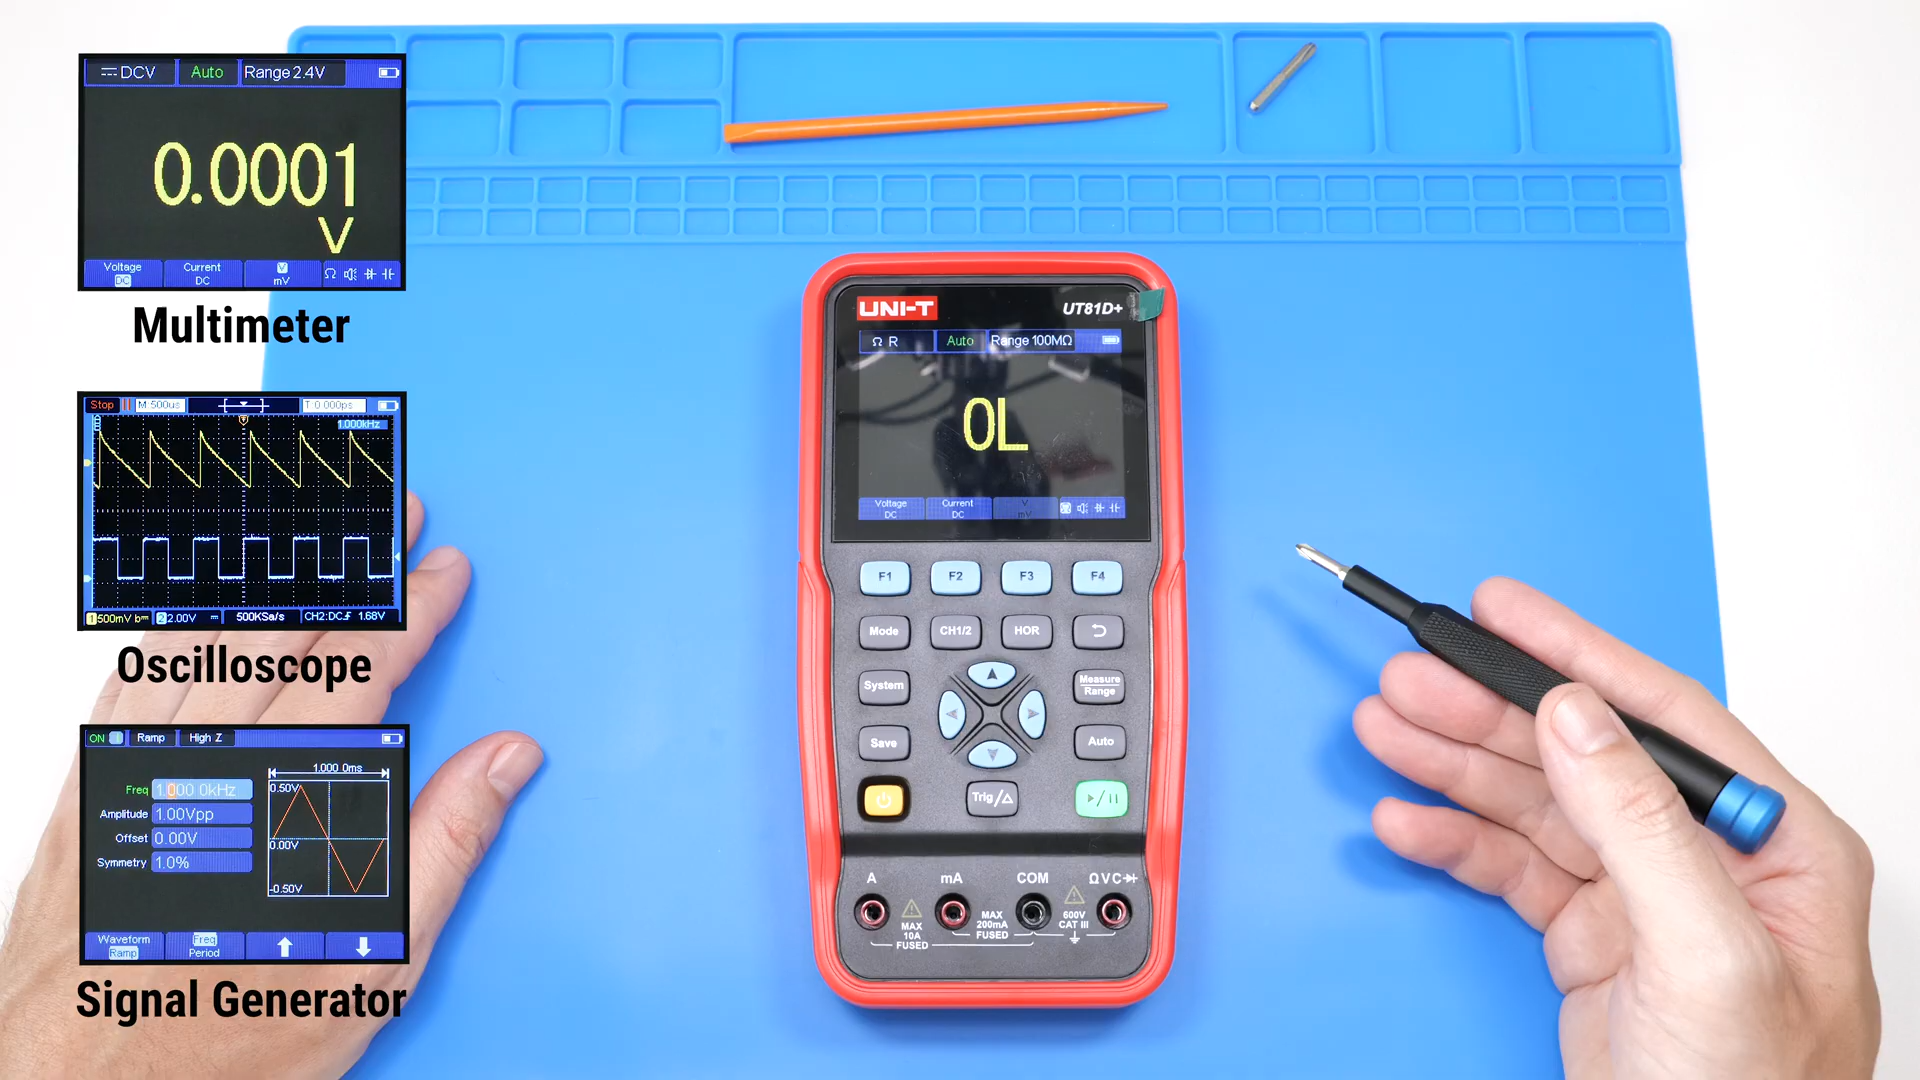 DCV Auto Range 2.4V
0.0001
V
Voltage Current V
DC DC mV Ω
Multimeter
Stop M:500us T:0.000ps
1.000kHz
1 500mV 2 2.00V 500KSa/s CH2:DC 1.68V
Oscilloscope
ON Ramp High Z
1.000 0ms
Freq 1.000 0kHz
Amplitude 1.00Vpp
Offset 0.00V
Symmetry 1.0%
0.50V
0.00V
-0.50V
Waveform Freq
Ramp Period
Signal Generator
UNI-T UT81D+
Ω R Auto Range 100MΩ
OL
Voltage Current V
DC DC mV
F1 F2 F3 F4
Mode CH1/2 HOR
System Measure
Range
Save Auto
Trig/Δ
A mA COM ΩVC
MAX
10A
FUSED
MAX
200mA
FUSED
600V
CAT III